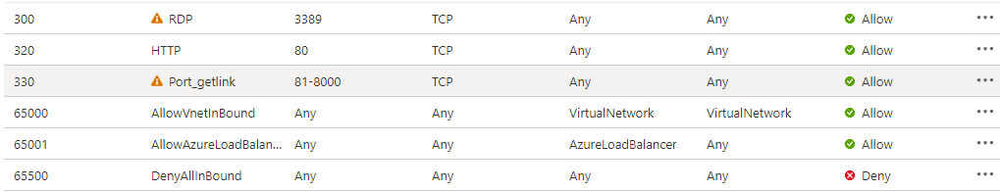 300 RDP 3389 TCP Any Any Allow ...
320 HTTP 80 TCP Any Any Allow ...
330 Port_getlink 81-8000 TCP Any Any Allow ...
65000 AllowVnetInBound Any Any VirtualNetwork VirtualNetwork Allow ...
65001 AllowAzureLoadBalan... Any Any AzureLoadBalancer Any Allow ...
65500 DenyAllInBound Any Any Any Any Deny ...